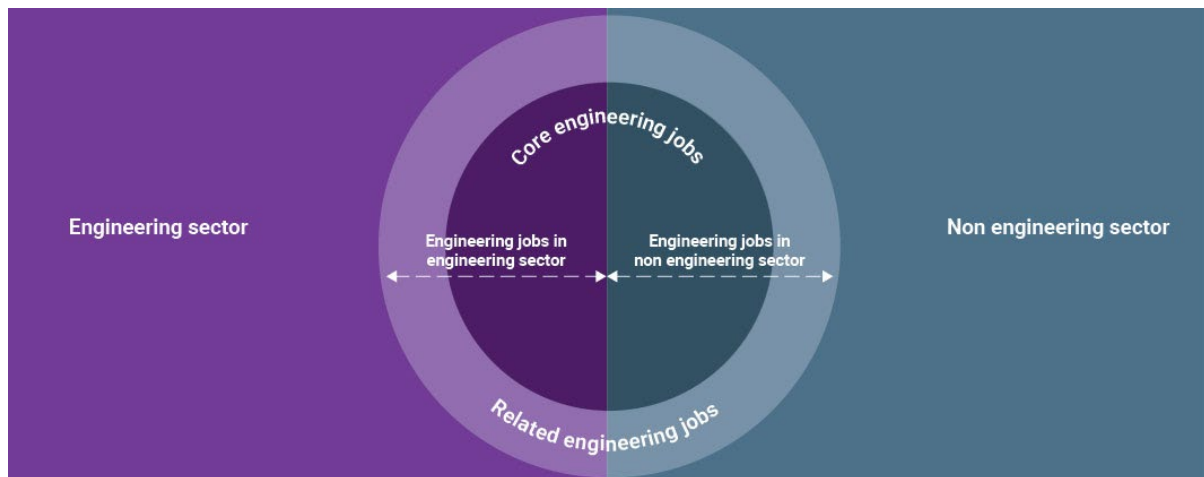 Core engineering jobs
Engineering sector
Non engineering sector
Engineering jobs in
engineering sector
Engineering jobs in
non engineering sector
Related engineering jobs